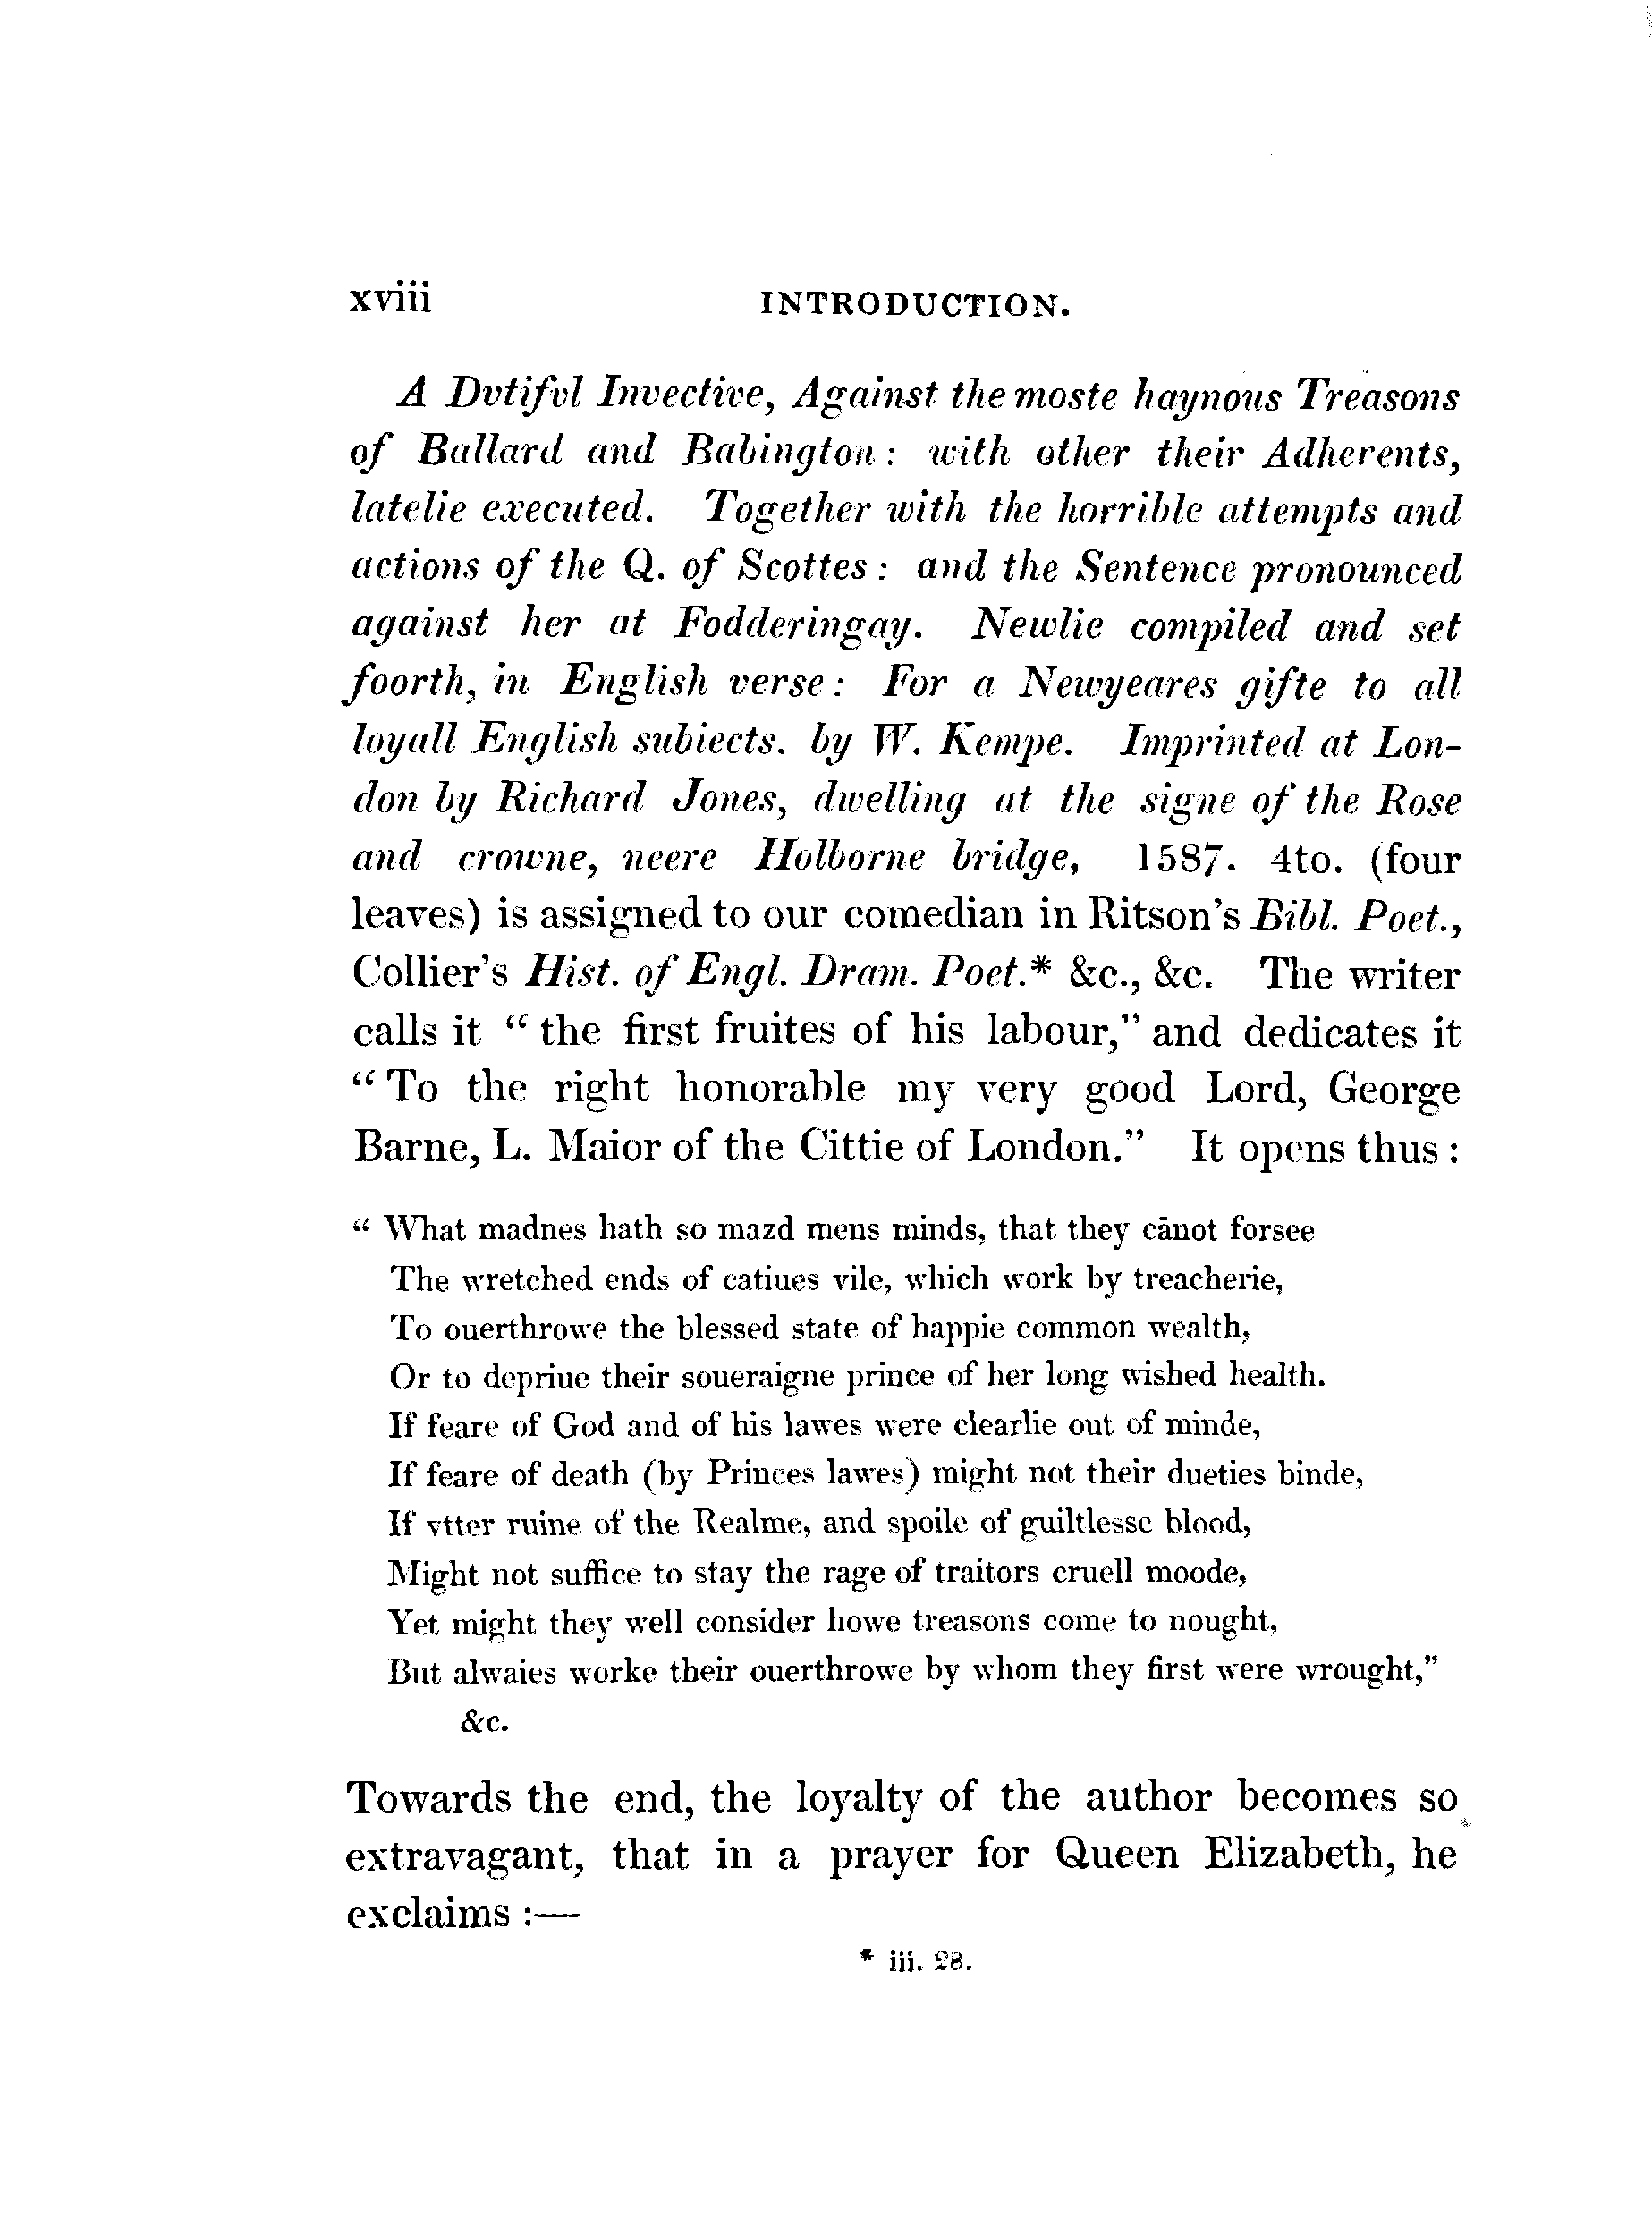 xviii INTRODUCTION.
A Dvtifvl Invective, Against the moste haynous Treasons
of Ballard and Babington: with other their Adherents,
latelie executed. Together with the horrible attempts and
actions of the Q. of Scottes: and the Sentence pronounced
against her at Fodderingay. Newlie compiled and set
foorth, in English verse: For a Newyeares gifte to all
loyall English subiects. by W. Kempe. Imprinted at Lon-
don by Richard Jones, dwelling at the signe of the Rose
and crowne, neere Holborne bridge, 1587. 4to. (four
leaves) is assigned to our comedian in Ritson's Bibl. Poet.,
Collier's Hist. of Engl. Dram. Poet.* &c., &c. The writer
calls it "the first fruites of his labour," and dedicates it
"To the right honorable my very good Lord, George
Barne, L. Maior of the Cittie of London." It opens thus:
"What madnes hath so mazd mens minds, that they cānot forsee
The wretched ends of catiues vile, which work by treacherie,
To ouerthrowe the blessed state of happie common wealth,
Or to depriue their soueraigne prince of her long wished health.
If feare of God and of his lawes were clearlie out of minde,
If feare of death (by Princes lawes) might not their dueties binde,
If vtter ruine of the Realme, and spoile of guiltlesse blood,
Might not suffice to stay the rage of traitors cruell moode,
Yet might they well consider howe treasons come to nought,
But alwaies worke their ouerthrowe by whom they first were wrought,"
&c.
Towards the end, the loyalty of the author becomes so
extravagant, that in a prayer for Queen Elizabeth, he
exclaims:—
* iii. 28.